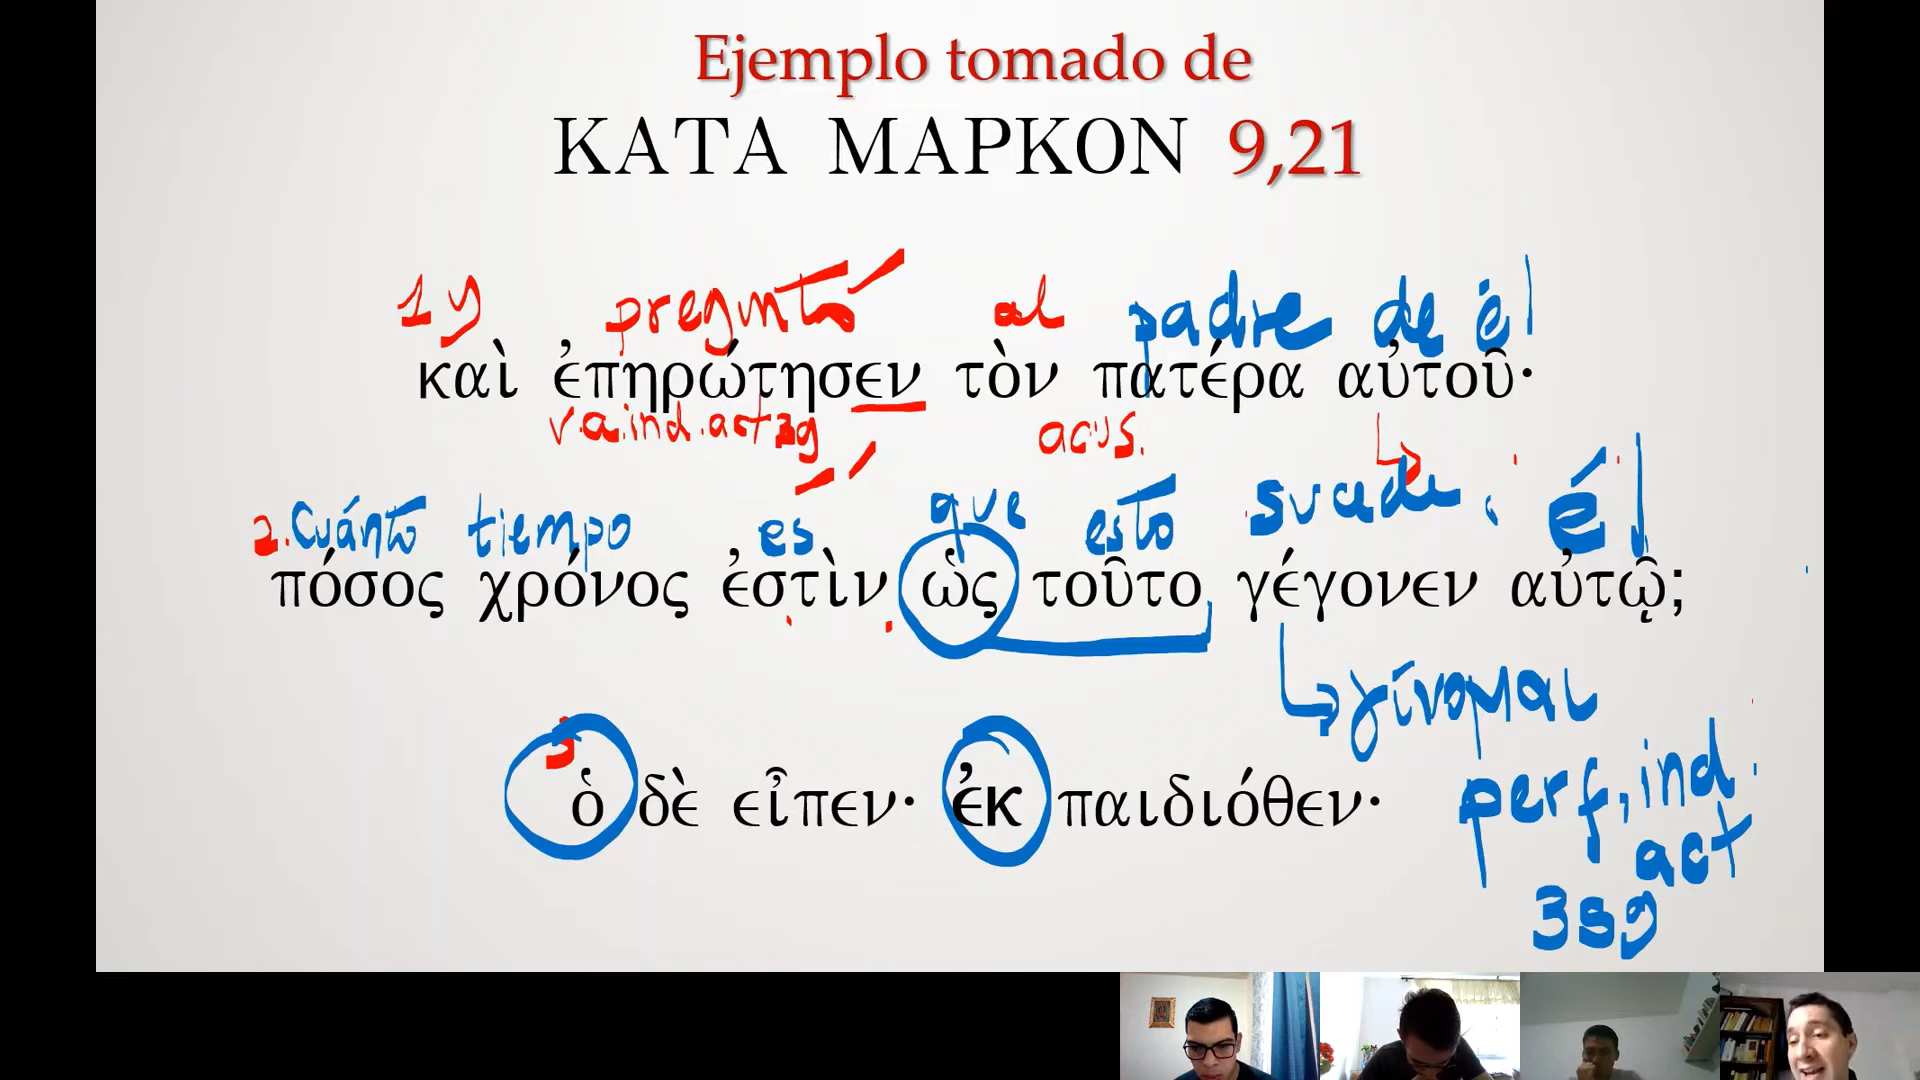 Ejemplo tomado de
ΚΑΤΑ ΜΑΡΚΟΝ 9,21
1 y preguntó al padre de él
καὶ ἐπηρώτησεν τὸν πατέρα αὐτοῦ·
v.a.ind.act 3sg acus.
2. Cuánto tiempo es que esto sucede él
πόσος χρόνος ἐστὶν ὡς τοῦτο γέγονεν αὐτῷ;
γίνομαι
3
ὁ δὲ εἶπεν· ἐκ παιδιόθεν·
perf, ind.
act
3sg